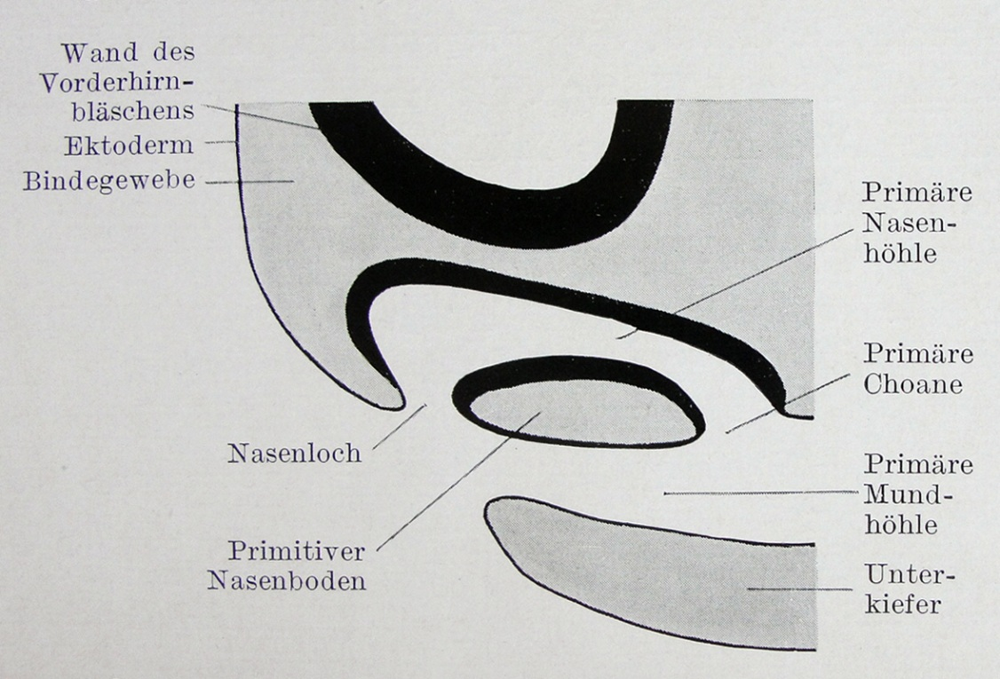 Wand des
Vorderhirn-
bläschens
Ektoderm
Bindegewebe
Primäre
Nasen-
höhle
Primäre
Choane
Nasenloch
Primäre
Mund-
höhle
Primitiver
Nasenboden
Unter-
kiefer